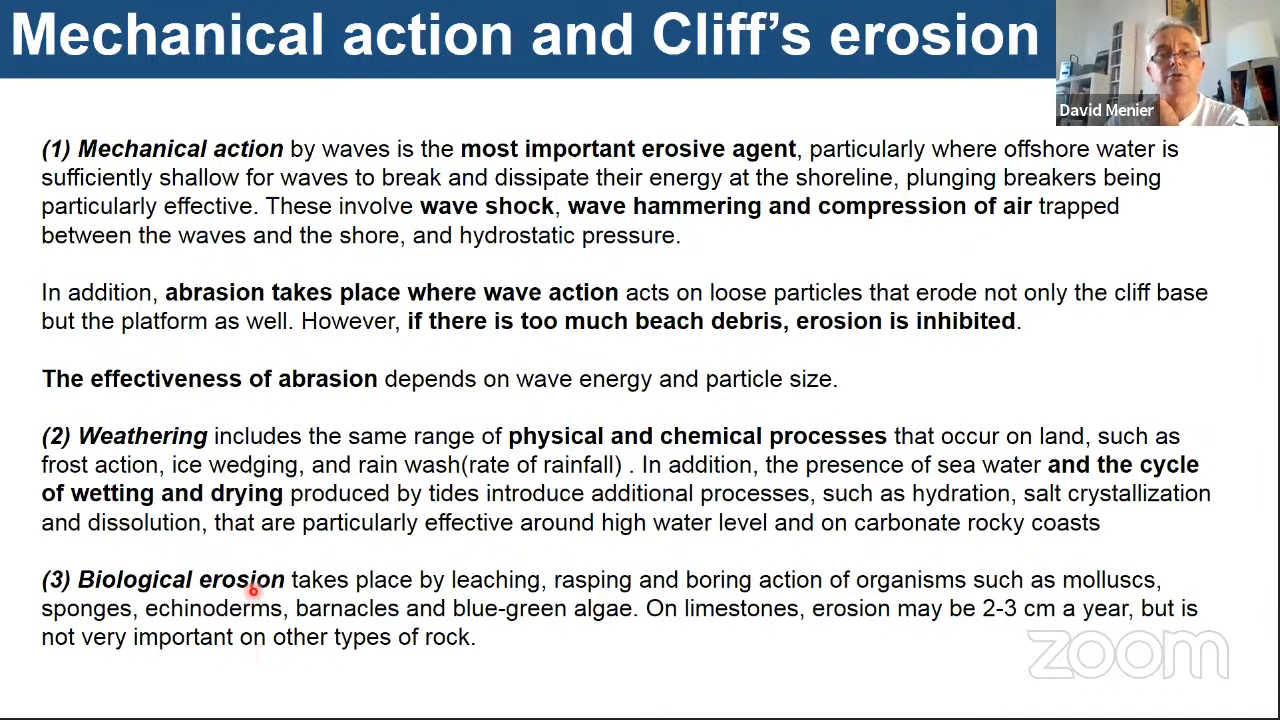 Mechanical action and Cliff's erosion
David Menier
(1) Mechanical action by waves is the most important erosive agent, particularly where offshore water is
sufficiently shallow for waves to break and dissipate their energy at the shoreline, plunging breakers being
particularly effective. These involve wave shock, wave hammering and compression of air trapped
between the waves and the shore, and hydrostatic pressure.
In addition, abrasion takes place where wave action acts on loose particles that erode not only the cliff base
but the platform as well. However, if there is too much beach debris, erosion is inhibited.
The effectiveness of abrasion depends on wave energy and particle size.
(2) Weathering includes the same range of physical and chemical processes that occur on land, such as
frost action, ice wedging, and rain wash(rate of rainfall) . In addition, the presence of sea water and the cycle
of wetting and drying produced by tides introduce additional processes, such as hydration, salt crystallization
and dissolution, that are particularly effective around high water level and on carbonate rocky coasts
(3) Biological erosion takes place by leaching, rasping and boring action of organisms such as molluscs,
sponges, echinoderms, barnacles and blue-green algae. On limestones, erosion may be 2-3 cm a year, but is
not very important on other types of rock.
zoom